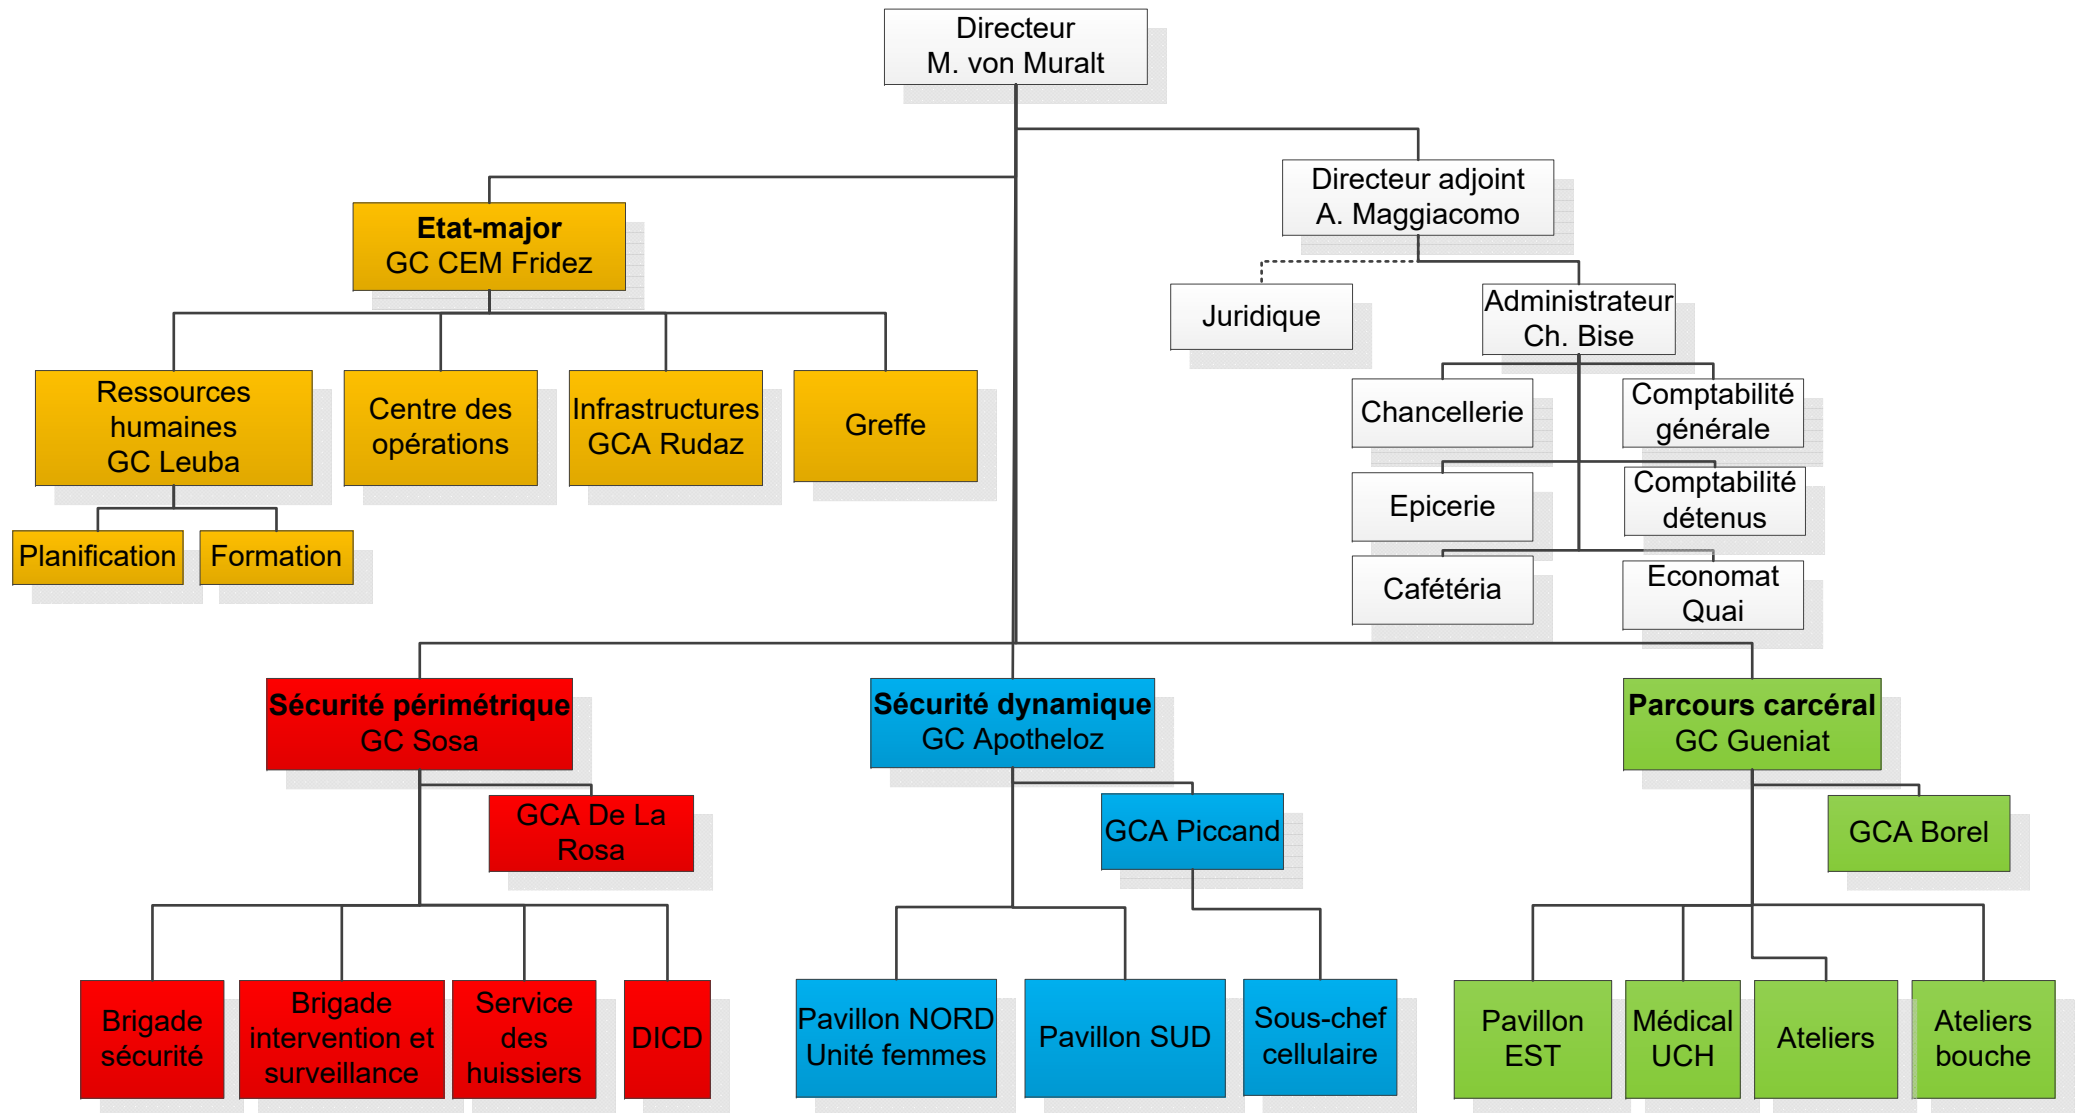 Directeur
M. von Muralt
Directeur adjoint
A. Maggiacomo
Etat-major
GC CEM Fridez
Juridique
Administrateur
Ch. Bise
Ressources
humaines
GC Leuba
Centre des
opérations
Infrastructures
GCA Rudaz
Greffe
Chancellerie
Comptabilité
générale
Epicerie
Comptabilité
détenus
Planification
Formation
Cafétéria
Economat
Quai
Sécurité périmétrique
GC Sosa
Sécurité dynamique
GC Apotheloz
Parcours carcéral
GC Gueniat
GCA De La
Rosa
GCA Piccand
GCA Borel
Brigade
sécurité
Brigade
intervention et
surveillance
Service
des
huissiers
DICD
Pavillon NORD
Unité femmes
Pavillon SUD
Sous-chef
cellulaire
Pavillon
EST
Médical
UCH
Ateliers
Ateliers
bouche